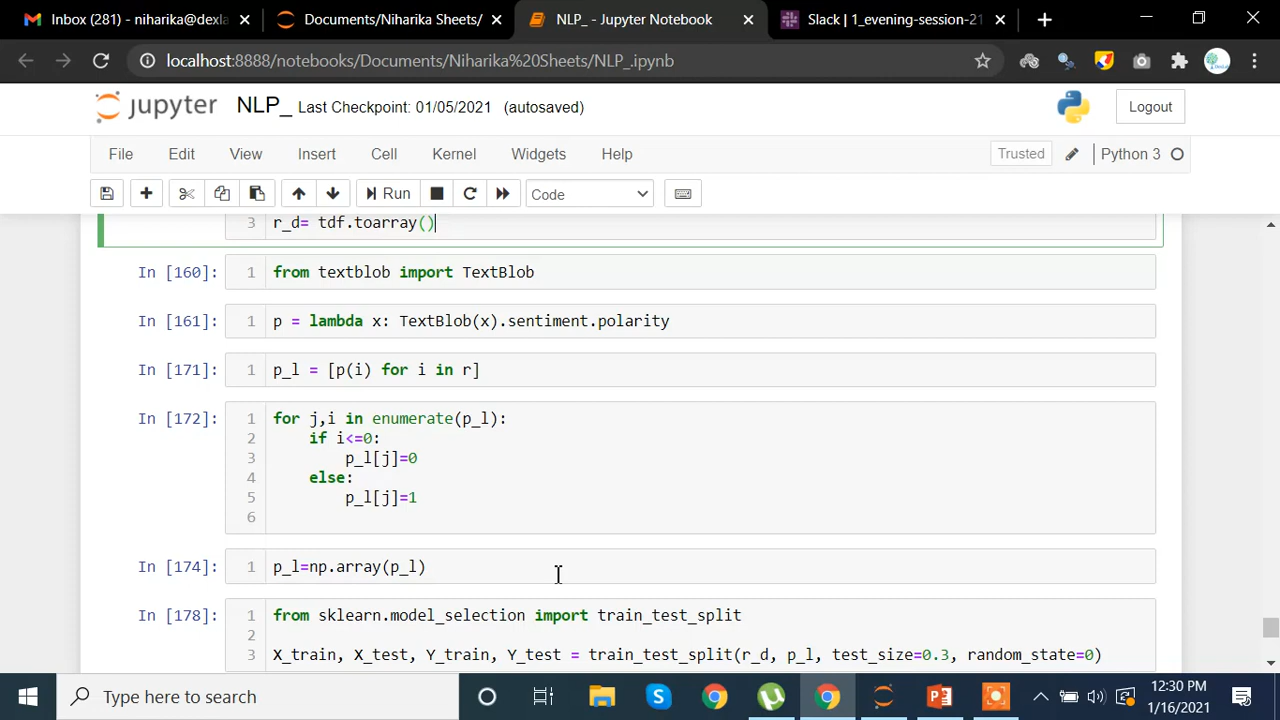 Inbox (281) - niharika@dexla
Documents/Niharika Sheets/
NLP_ - Jupyter Notebook
Slack | 1_evening-session-21
localhost:8888/notebooks/Documents/Niharika%20Sheets/NLP_.ipynb
jupyter NLP_ Last Checkpoint: 01/05/2021 (autosaved)
Logout
File Edit View Insert Cell Kernel Widgets Help
Trusted
Python 3
Run
Code
3 r_d= tdf.toarray()
In [160]: 1 from textblob import TextBlob
In [161]: 1 p = lambda x: TextBlob(x).sentiment.polarity
In [171]: 1 p_l = [p(i) for i in r]
In [172]: 1 for j,i in enumerate(p_l):
2 if i<=0:
3 p_l[j]=0
4 else:
5 p_l[j]=1
6
In [174]: 1 p_l=np.array(p_l)
In [178]: 1 from sklearn.model_selection import train_test_split
2
3 X_train, X_test, Y_train, Y_test = train_test_split(r_d, p_l, test_size=0.3, random_state=0)
Type here to search
12:30 PM
1/16/2021